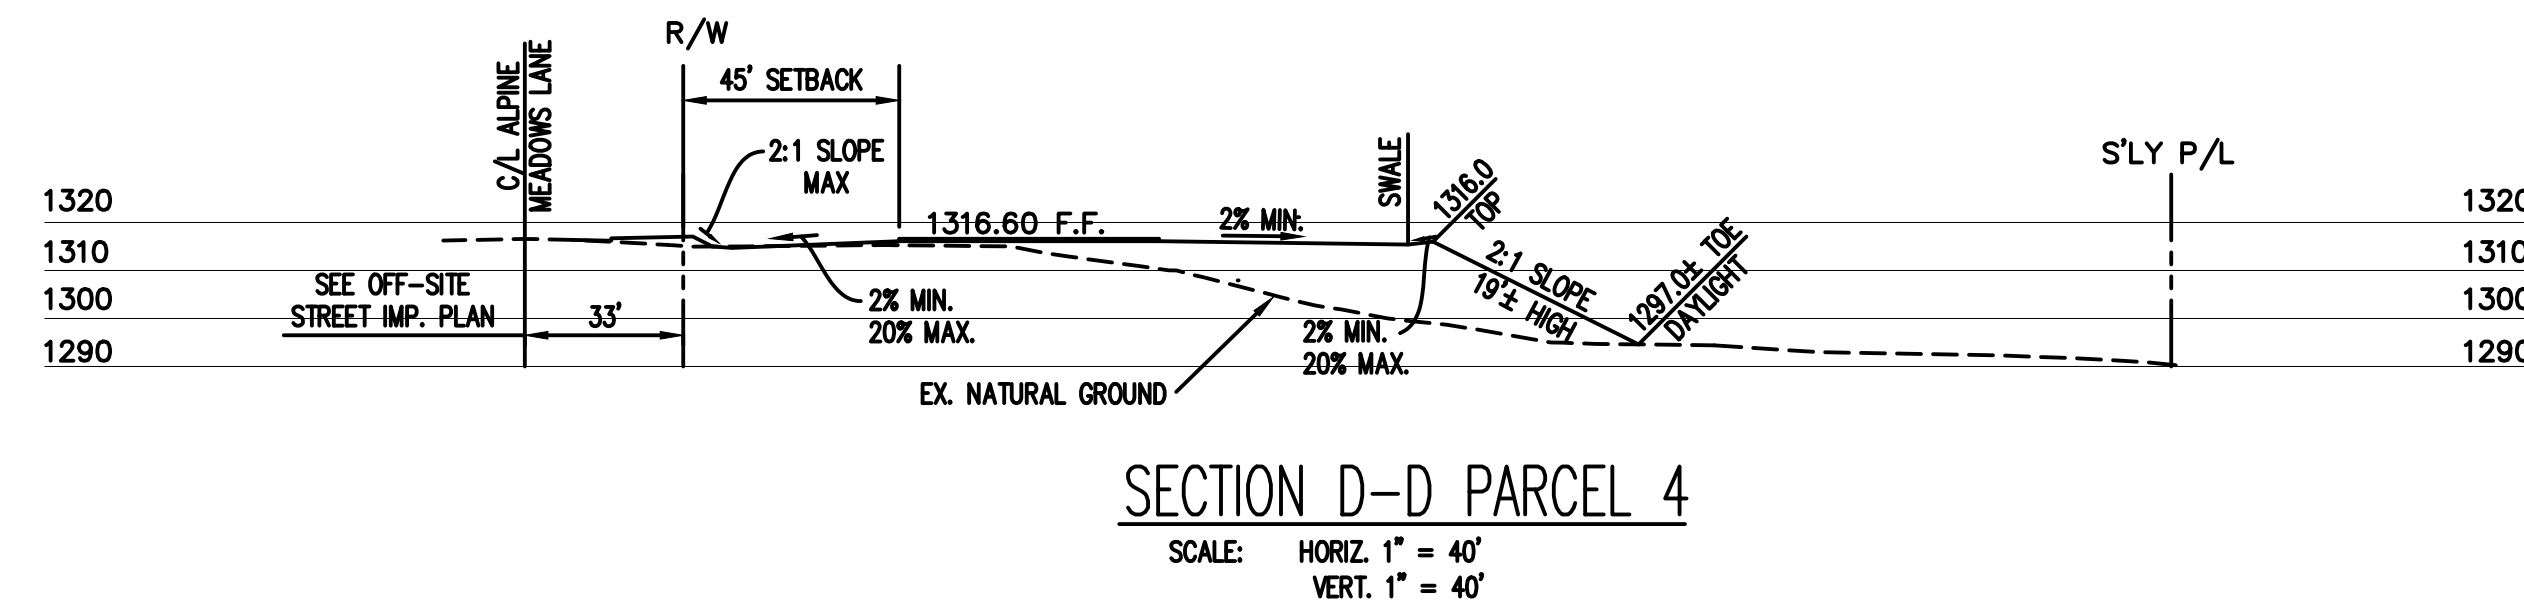 R/W
C/L ALPINE
MEADOWS LANE
45' SETBACK
2:1 SLOPE
MAX
SWALE
1316.0
TOP
S'LY P/L
1320
1320
1316.60 F.F.
2% MIN.
1310
1310
2:1 SLOPE
19'± HIGH
1297.0± TOE
DAYLIGHT
SEE OFF-SITE
STREET IMP. PLAN
33'
1300
1300
2% MIN.
20% MAX.
2% MIN.
20% MAX.
1290
1290
EX. NATURAL GROUND
SECTION D-D PARCEL 4
SCALE: HORIZ. 1" = 40'
VERT. 1" = 40'